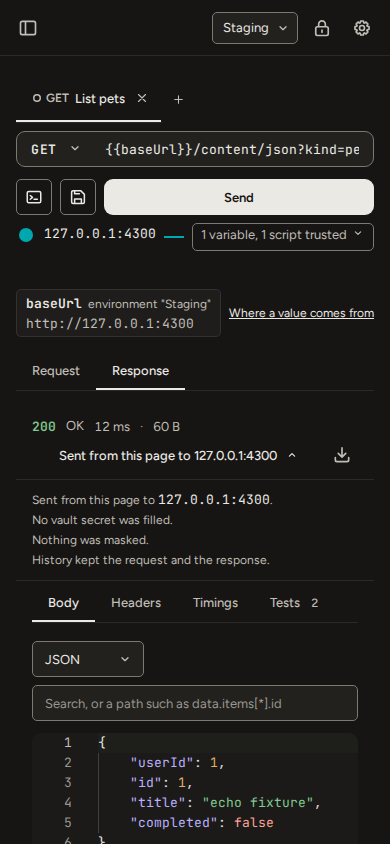 Staging
GET List pets
GET {{baseUrl}}/content/json?kind=pe
Send
127.0.0.1:4300 1 variable, 1 script trusted
baseUrl environment "Staging"
http://127.0.0.1:4300
Where a value comes from
Request Response
200 OK 12 ms · 60 B
Sent from this page to 127.0.0.1:4300
Sent from this page to 127.0.0.1:4300.
No vault secret was filled.
Nothing was masked.
History kept the request and the response.
Body Headers Timings Tests 2
JSON
Search, or a path such as data.items[*].id
1 {
2 "userId": 1,
3 "id": 1,
4 "title": "echo fixture",
5 "completed": false
6 }